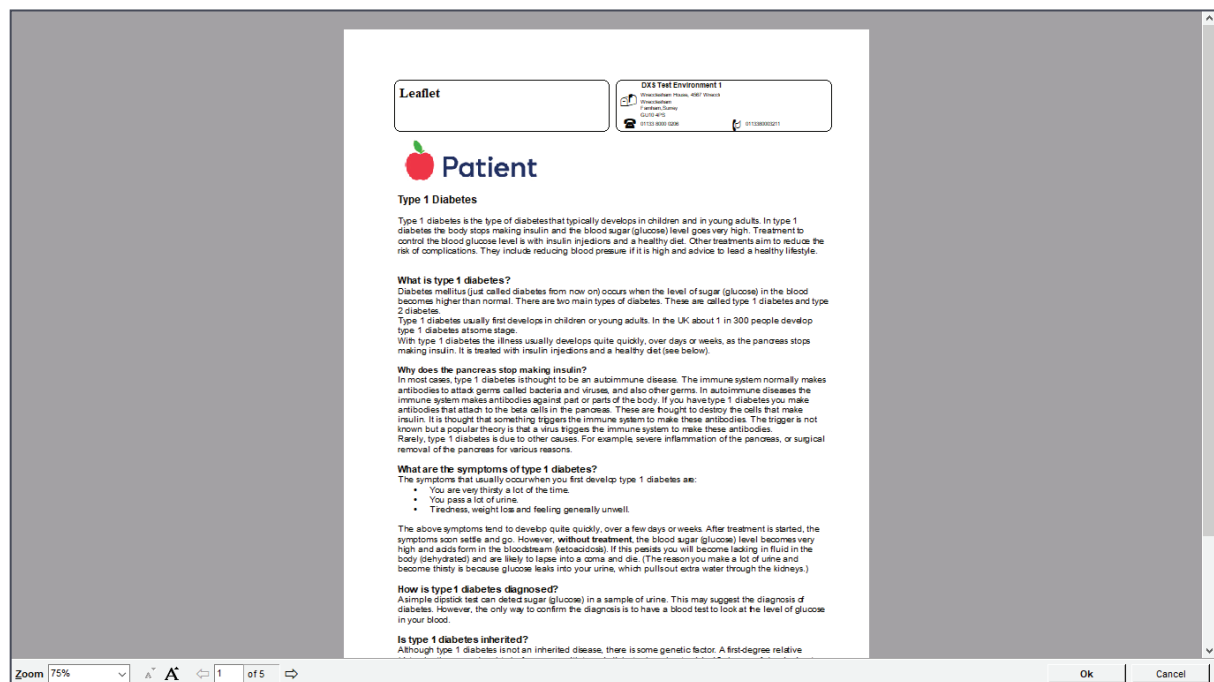 Leaflet
DXS Test Environment 1
Wrecclesham House, 4567 Wreccl
Wrecclesham
Farnham, Surrey
GU10 4PS
01133 8000 0206
0113380003211
Patient
Type 1 Diabetes
Type 1 diabetes is the type of diabetes that typically develops in children and in young adults. In type 1
diabetes the body stops making insulin and the blood sugar (glucose) level goes very high. Treatment to
control the blood glucose level is with insulin injections and a healthy diet. Other treatments aim to reduce the
risk of complications. They include reducing blood pressure if it is high and advice to lead a healthy lifestyle.
What is type 1 diabetes?
Diabetes mellitus (just called diabetes from now on) occurs when the level of sugar (glucose) in the blood
becomes higher than normal. There are two main types of diabetes. These are called type 1 diabetes and type
2 diabetes.
Type 1 diabetes usually first develops in children or young adults. In the UK about 1 in 300 people develop
type 1 diabetes at some stage.
With type 1 diabetes the illness usually develops quite quickly, over days or weeks, as the pancreas stops
making insulin. It is treated with insulin injections and a healthy diet (see below).
Why does the pancreas stop making insulin?
In most cases, type 1 diabetes is thought to be an autoimmune disease. The immune system normally makes
antibodies to attack germs called bacteria and viruses, and also other germs. In autoimmune diseases the
immune system makes antibodies against part or parts of the body. If you have type 1 diabetes you make
antibodies that attach to the beta cells in the pancreas. These are thought to destroy the cells that make
insulin. It is thought that something triggers the immune system to make these antibodies. The trigger is not
known but a popular theory is that a virus triggers the immune system to make these antibodies.
Rarely, type 1 diabetes is due to other causes. For example, severe inflammation of the pancreas, or surgical
removal of the pancreas for various reasons.
What are the symptoms of type 1 diabetes?
The symptoms that usually occur when you first develop type 1 diabetes are:
• You are very thirsty a lot of the time.
• You pass a lot of urine.
• Tiredness, weight loss and feeling generally unwell.
The above symptoms tend to develop quite quickly, over a few days or weeks. After treatment is started, the
symptoms soon settle and go. However, without treatment, the blood sugar (glucose) level becomes very
high and acids form in the bloodstream (ketoacidosis). If this persists you will become lacking in fluid in the
body (dehydrated) and are likely to lapse into a coma and die. (The reason you make a lot of urine and
become thirsty is because glucose leaks into your urine, which pulls out extra water through the kidneys.)
How is type 1 diabetes diagnosed?
A simple dipstick test can detect sugar (glucose) in a sample of urine. This may suggest the diagnosis of
diabetes. However, the only way to confirm the diagnosis is to have a blood test to look at the level of glucose
in your blood.
Is type 1 diabetes inherited?
Although type 1 diabetes is not an inherited disease, there is some genetic factor. A first-degree relative
Zoom 75% A A 1 of 5 Ok Cancel